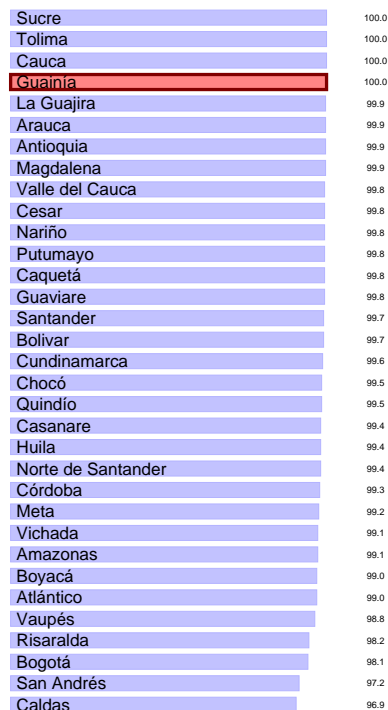 Sucre 100.0
Tolima 100.0
Cauca 100.0
Guainía 100.0
La Guajira 99.9
Arauca 99.9
Antioquia 99.9
Magdalena 99.9
Valle del Cauca 99.8
Cesar 99.8
Nariño 99.8
Putumayo 99.8
Caquetá 99.8
Guaviare 99.8
Santander 99.7
Bolivar 99.7
Cundinamarca 99.6
Chocó 99.5
Quindío 99.5
Casanare 99.4
Huila 99.4
Norte de Santander 99.4
Córdoba 99.3
Meta 99.2
Vichada 99.1
Amazonas 99.1
Boyacá 99.0
Atlántico 99.0
Vaupés 98.8
Risaralda 98.2
Bogotá 98.1
San Andrés 97.2
Caldas 96.9